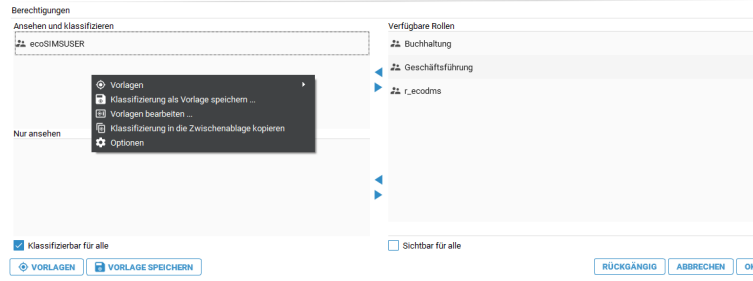 Berechtigungen
Ansehen und klassifizieren
Verfügbare Rollen
ecoSIMSUSER
Buchhaltung
Geschäftsführung
r_ecodms
Vorlagen
Klassifizierung als Vorlage speichern ...
Vorlagen bearbeiten ...
Klassifizierung in die Zwischenablage kopieren
Optionen
Nur ansehen
Klassifizierbar für alle
Sichtbar für alle
VORLAGEN
VORLAGE SPEICHERN
RÜCKGÄNGIG
ABBRECHEN